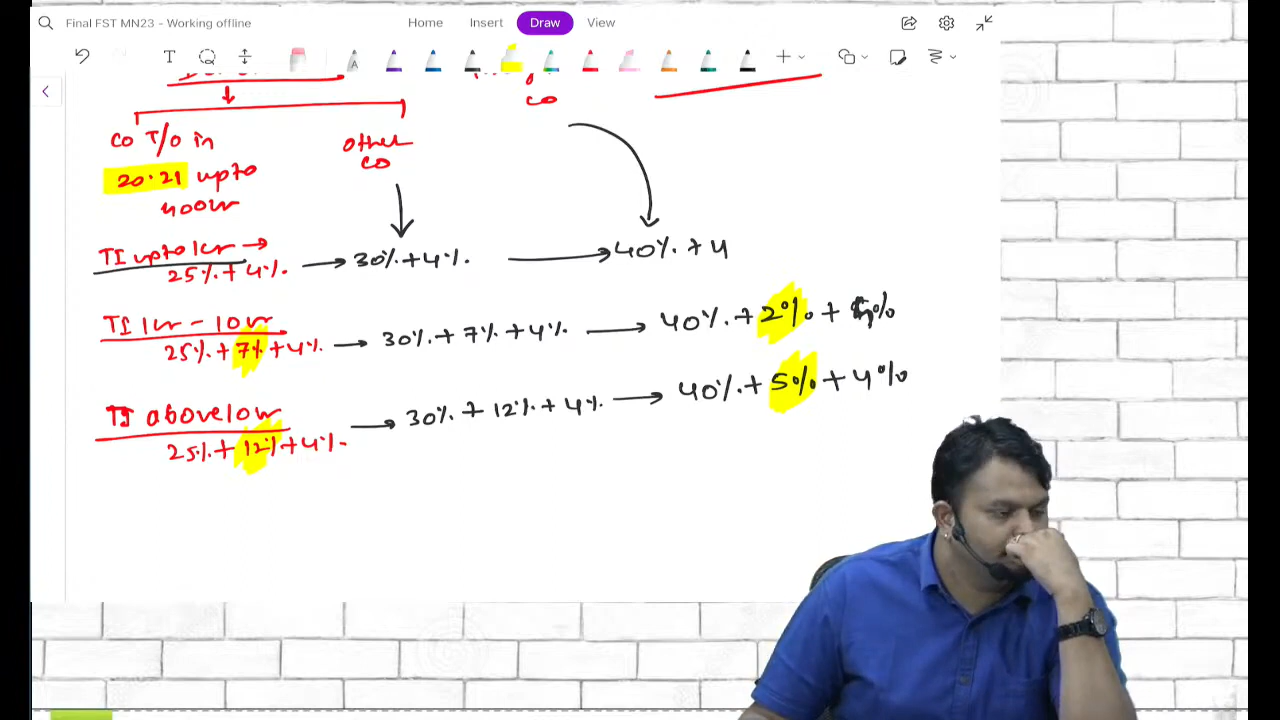 Final FST MN23 - Working offline
Home Insert Draw View
co
CO T/O in
20.21 upto
400cr
other
co
TI upto 1cr →
25%+4%. → 30%+4%. → 40%+4
TI 1cr - 10cr
25%+7%+4% → 30%+7%+4% → 40%+2%+ %
TI above 10cr
25%+12%+4%. → 30%+12%+4% → 40%+5%+4%